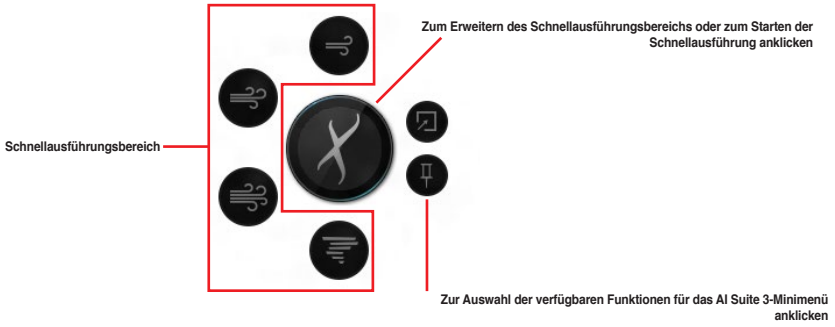 Zum Erweitern des Schnellausführungsbereichs oder zum Starten der
Schnellausführung anklicken
Schnellausführungsbereich
Zur Auswahl der verfügbaren Funktionen für das AI Suite 3-Minimenü
anklicken